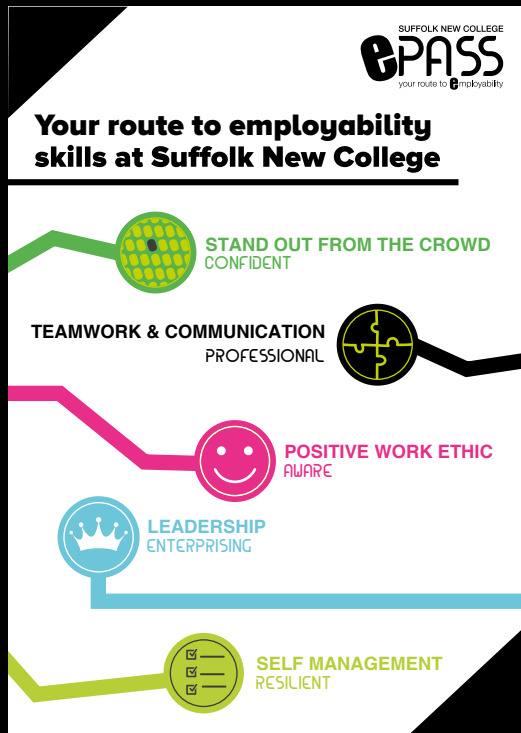 SUFFOLK NEW COLLEGE
ePASS
your route to employability
Your route to employability
skills at Suffolk New College
STAND OUT FROM THE CROWD
CONFIDENT
TEAMWORK & COMMUNICATION
PROFESSIONAL
POSITIVE WORK ETHIC
AWARE
LEADERSHIP
ENTERPRISING
SELF MANAGEMENT
RESILIENT